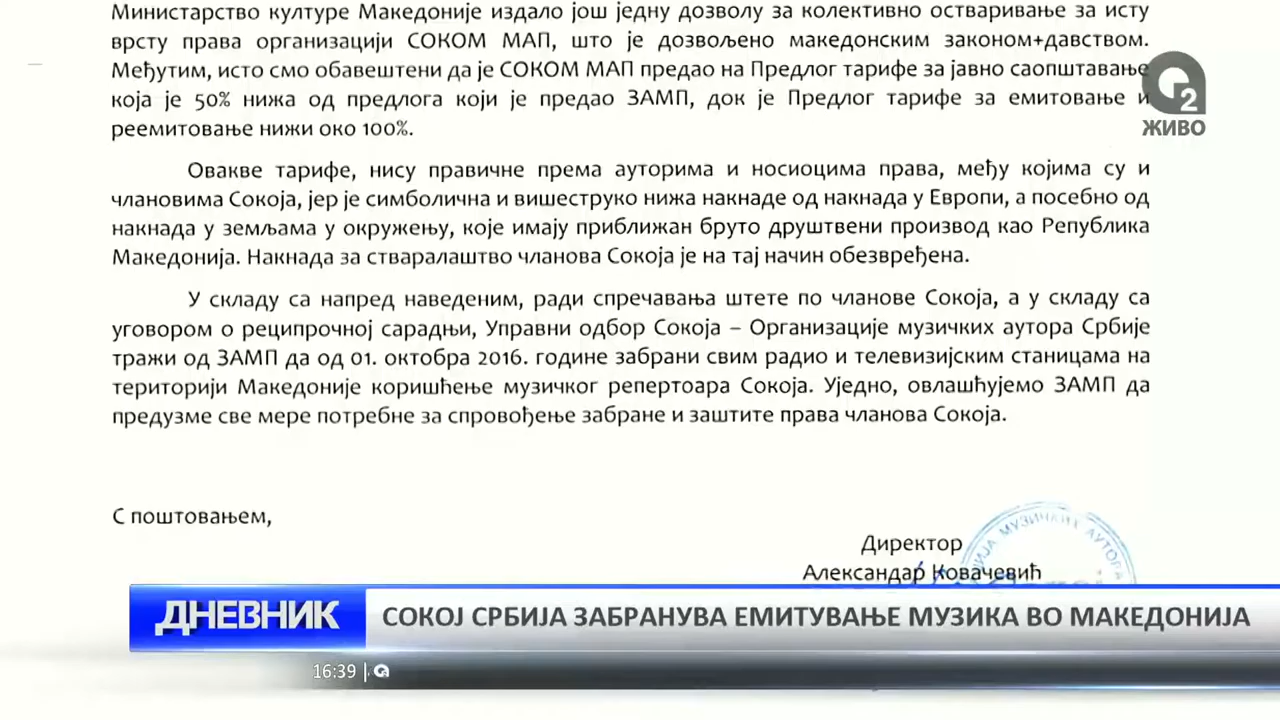 Министарство културе Македоније издало још једну дозволу за колективно остваривање за исту
врсту права организацији СОКОМ МАП, што је дозвољено македонским законом+давством.
Међутим, исто смо обавештени да је СОКОМ МАП предао на Предлог тарифе за јавно саопштавање
која је 50% нижа од предлога који је предао ЗАМП, док је Предлог тарифе за емитовање и
реемитовање нижи око 100%.
2
ЖИВО
Овакве тарифе, нису правичне према ауторима и носиоцима права, међу којима су и
члановима Сокоја, јер је симболична и вишеструко нижа накнаде од накнада у Европи, а посебно од
накнада у земљама у окружењу, које имају приближан бруто друштвени производ као Република
Македонија. Накнада за стваралаштво чланова Сокоја је на тај начин обезвређена.
У складу са напред наведеним, ради спречавања штете по чланове Сокоја, а у складу са
уговором о реципрочној сарадњи, Управни одбор Сокоја – Организације музичких аутора Србије
тражи од ЗАМП да од 01. октобра 2016. године забрани свим радио и телевизијским станицама на
територији Македоније коришћење музичког репертоара Сокоја. Уједно, овлашћујемо ЗАМП да
предузме све мере потребне за спровођење забране и заштите права чланова Сокоја.
С поштовањем,
Директор
Александар Ковачевић
МУЗИЧКИХ АУТОРА
ДНЕВНИК
СОКОЈ СРБИЈА ЗАБРАНУВА ЕМИТУВАЊЕ МУЗИКА ВО МАКЕДОНИЈА
16:39